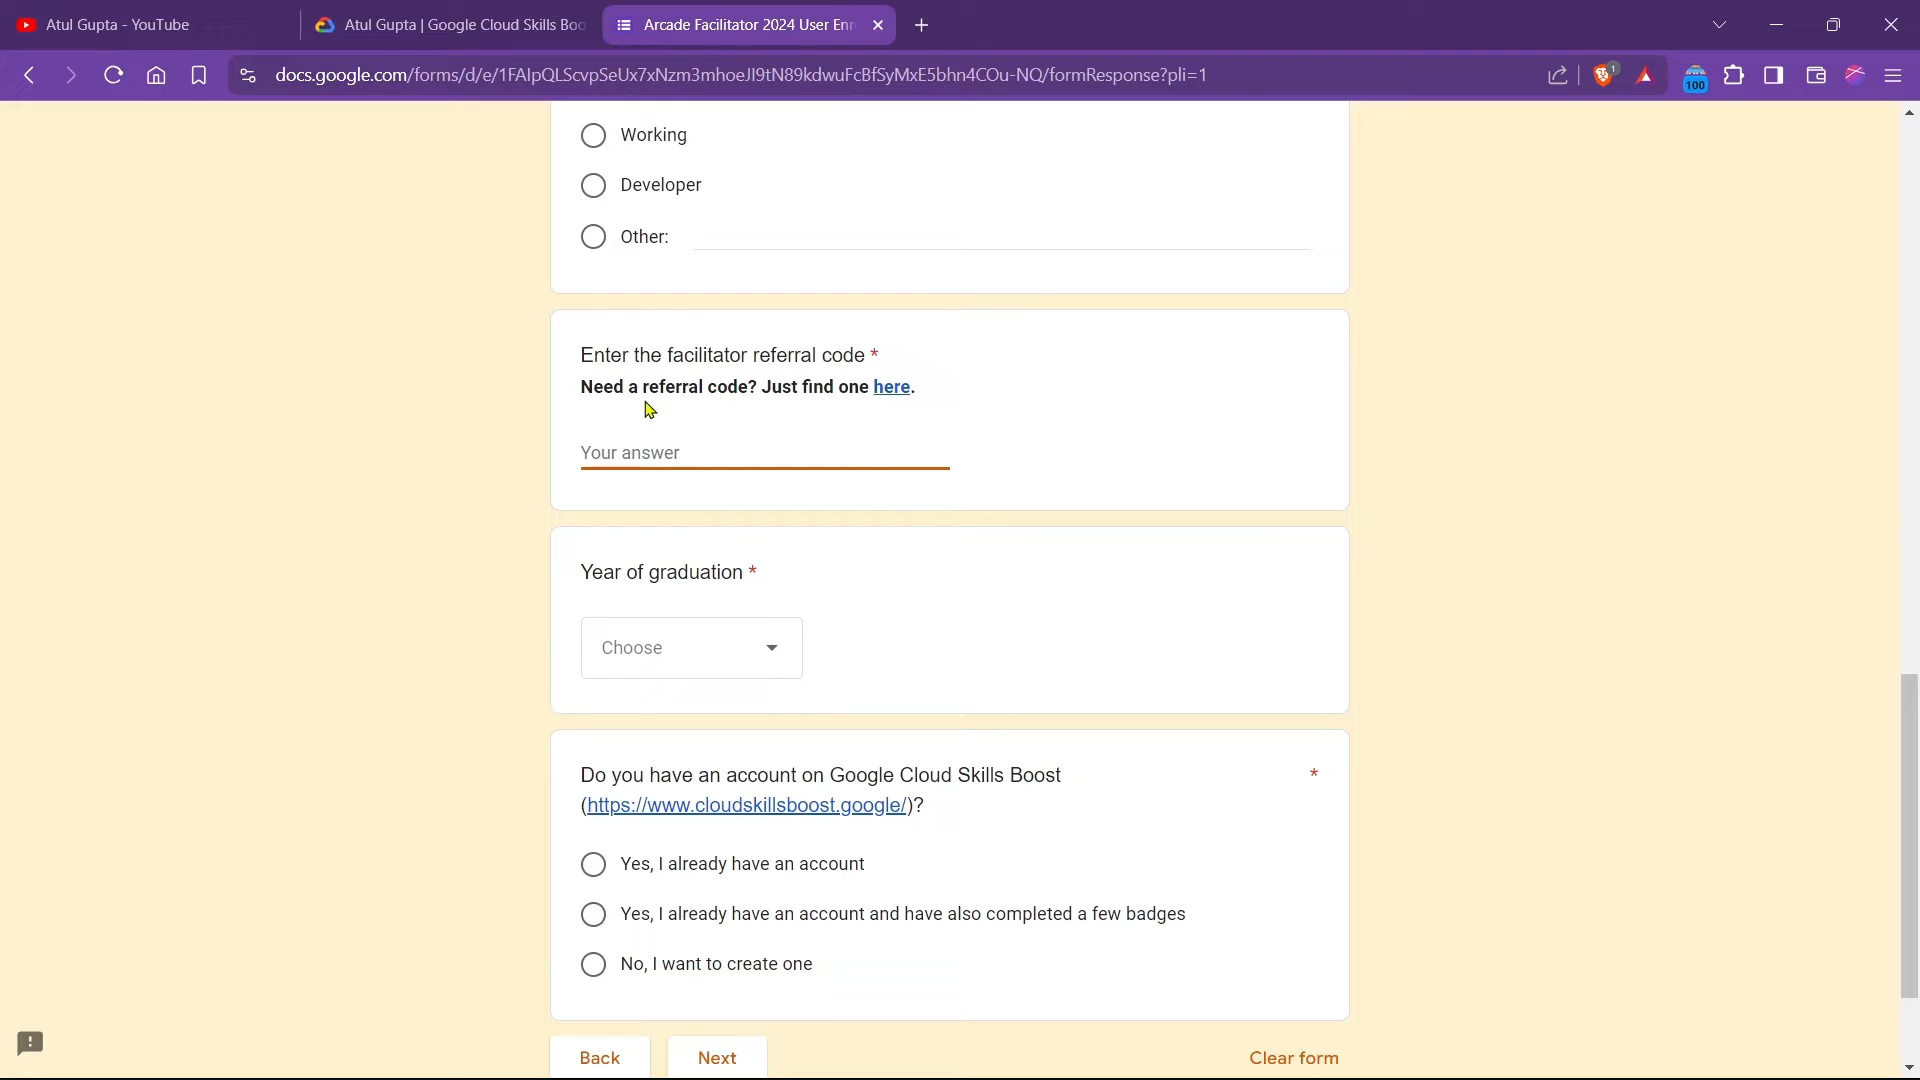 Atul Gupta - YouTube
Atul Gupta | Google Cloud Skills Boo
Arcade Facilitator 2024 User Enr
docs.google.com/forms/d/e/1FAIpQLScvpSeUx7xNzm3mhoeJI9tN89kdwuFcBfSyMxE5bhn4COu-NQ/formResponse?pli=1
1
100
Working
Developer
Other:
Enter the facilitator referral code *
Need a referral code? Just find one here.
Your answer
Year of graduation *
Choose
Do you have an account on Google Cloud Skills Boost *
(https://www.cloudskillsboost.google/)?
Yes, I already have an account
Yes, I already have an account and have also completed a few badges
No, I want to create one
Back
Next
Clear form